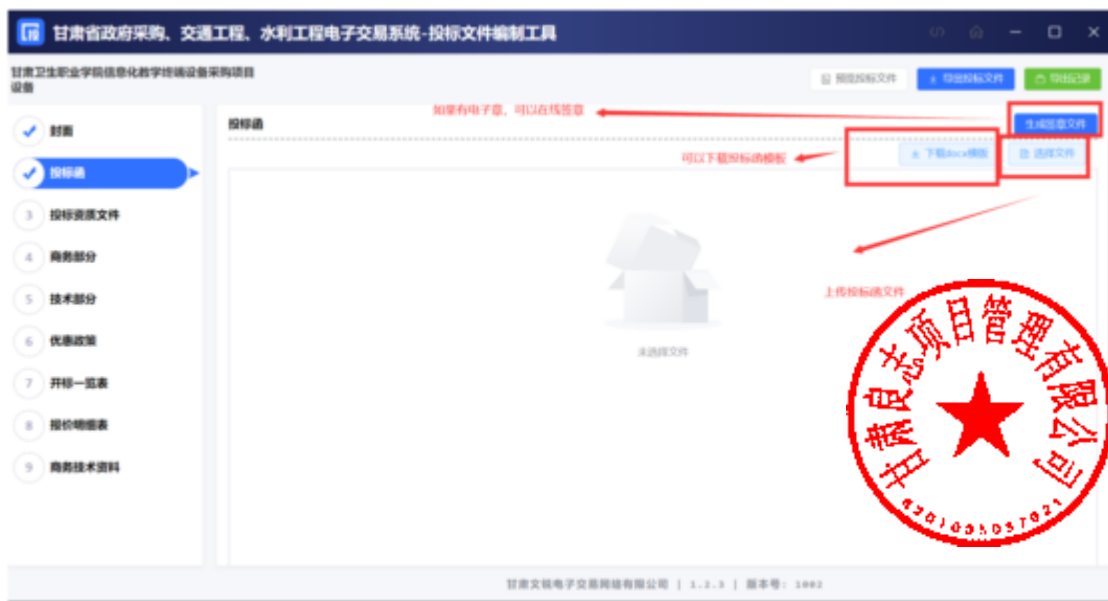 甘肃省政府采购、交通工程、水利工程电子交易系统-投标文件编制工具
甘肃卫生职业学院信息化教学终端设备采购项目
设备
预览投标文件
导出投标文件
导出记录
封面
投标函
3 投标资质文件
4 商务部分
5 技术部分
6 优惠政策
7 开标一览表
8 报价明细表
9 商务技术资料
投标函
如果有电子章，可以在线签章
生成签章文件
可以下载投标函模板
下载docx模版
选择文件
上传投标函文件
未选择文件
甘肃良志项目管理有限公司
甘肃文锐电子交易网络有限公司 | 1.2.3 | 版本号: 1002